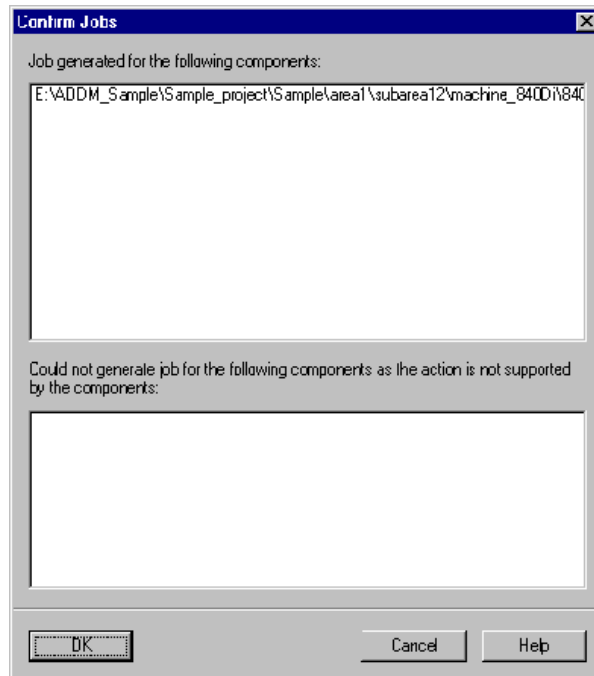 Confirm Jobs
Job generated for the following components:
E:\ADDM_Sample\Sample_project\Sample\area1\subarea12\machine_840Di\840
Could not generate job for the following components as the action is not supported
by the components:
OK
Cancel
Help